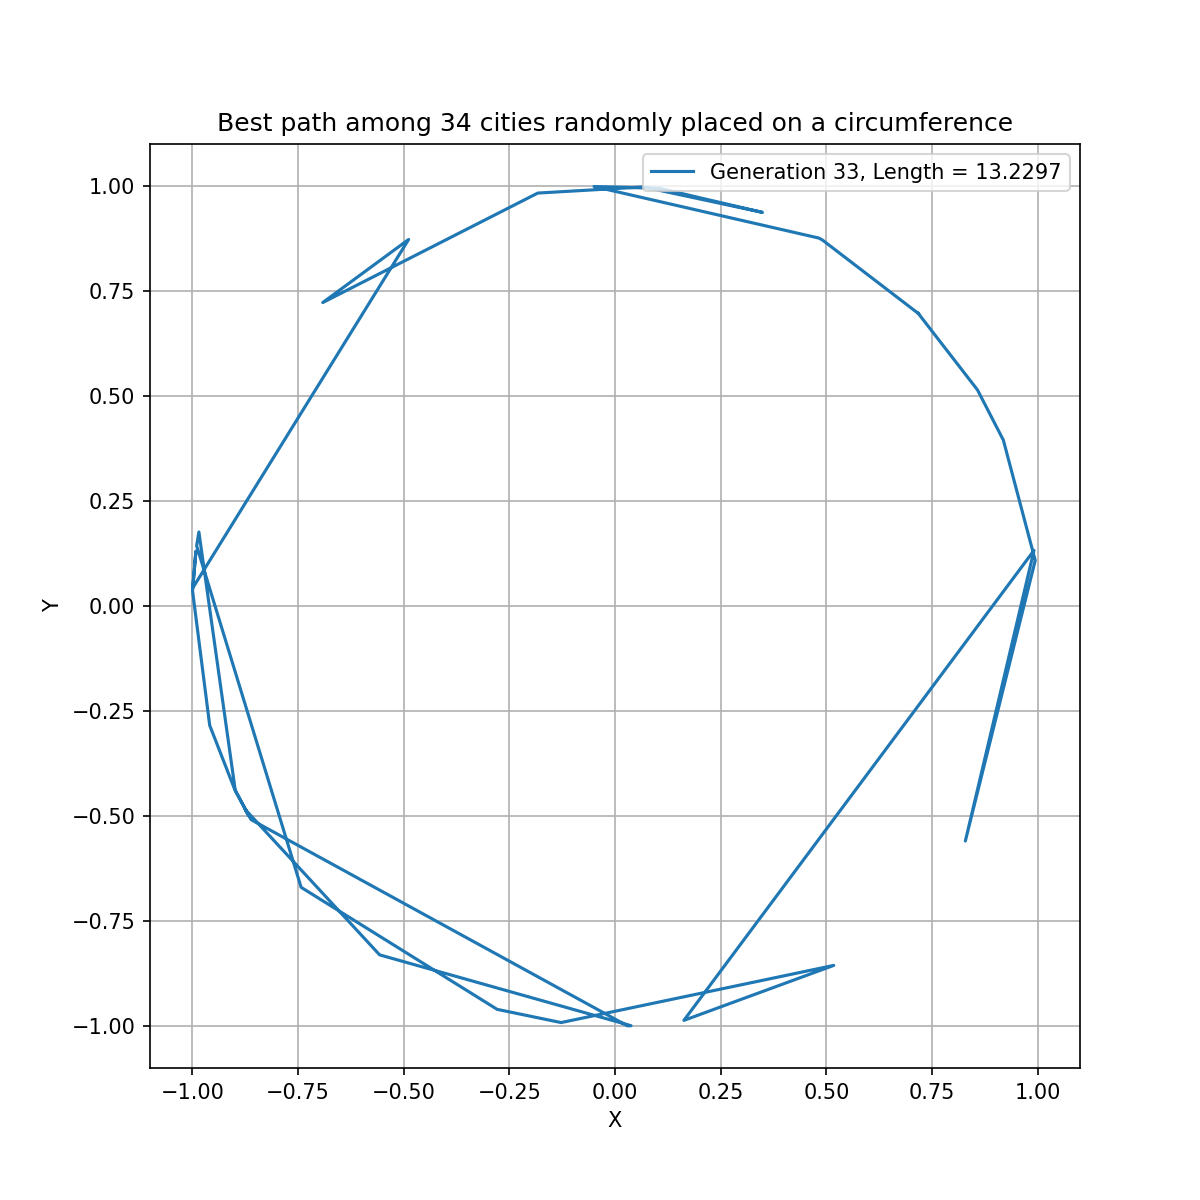 Best path among 34 cities randomly placed on a circumference
Generation 33, Length = 13.2297
1.00
0.75
0.50
0.25
0.00
−0.25
−0.50
−0.75
−1.00
Y
−1.00 −0.75 −0.50 −0.25 0.00 0.25 0.50 0.75 1.00
X